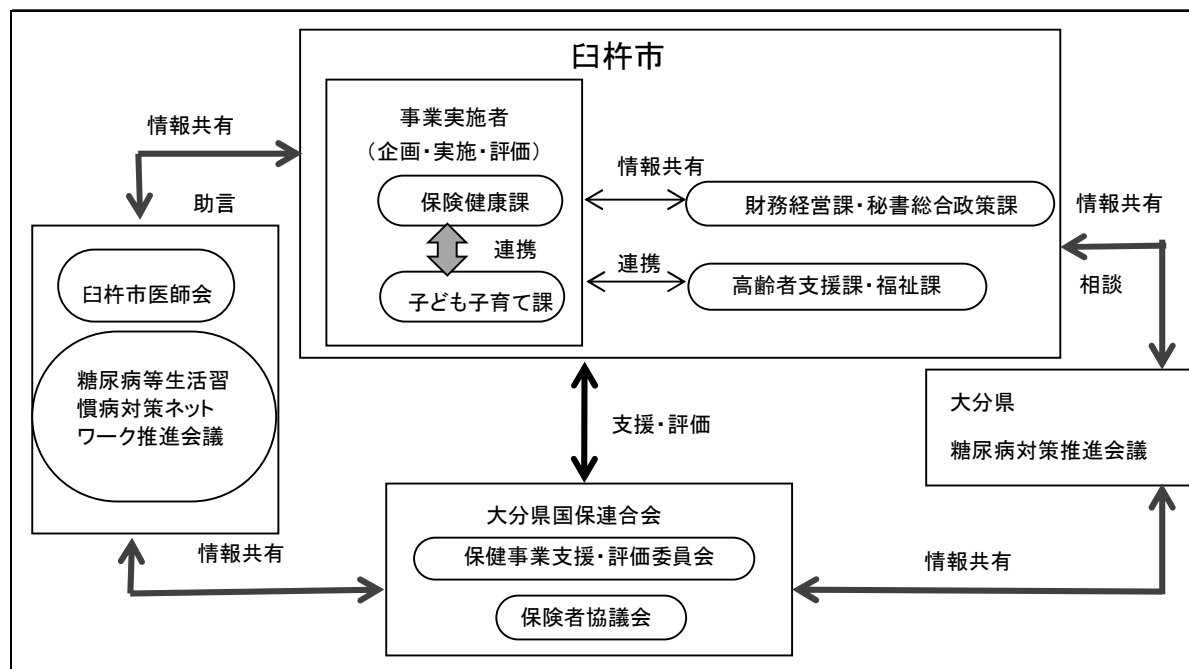 臼杵市
事業実施者
（企画・実施・評価）
保険健康課
連携
子ども子育て課
情報共有
財務経営課・秘書総合政策課
連携
高齢者支援課・福祉課
情報共有
助言
臼杵市医師会
糖尿病等生活習
慣病対策ネット
ワーク推進会議
情報共有
相談
大分県
糖尿病対策推進会議
支援・評価
大分県国保連合会
保健事業支援・評価委員会
保険者協議会
情報共有
情報共有